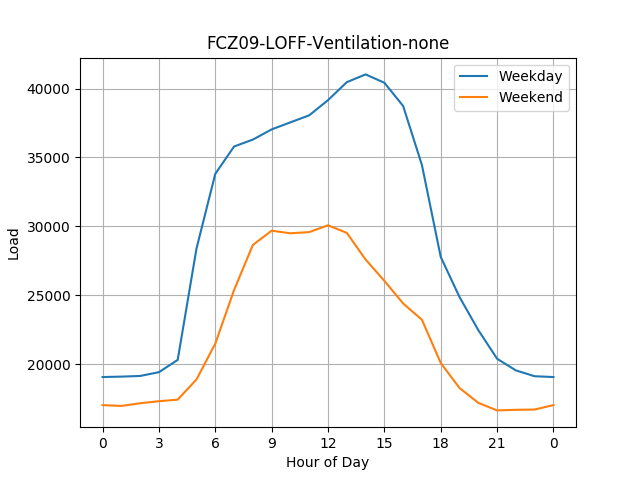 FCZ09-LOFF-Ventilation-none
Weekday
Weekend
40000
35000
30000
25000
20000
Load
0 3 6 9 12 15 18 21 0
Hour of Day